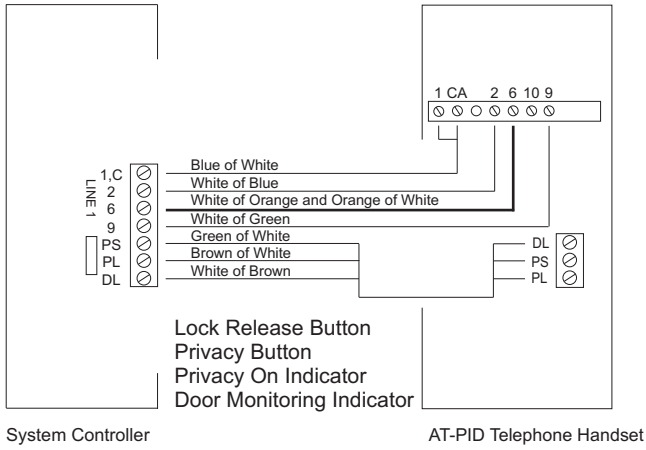 1 CA 2 6 10 9
LINE 1
1,C
2
6
9
PS
PL
DL
Blue of White
White of Blue
White of Orange and Orange of White
White of Green
Green of White
Brown of White
White of Brown
DL
PS
PL
Lock Release Button
Privacy Button
Privacy On Indicator
Door Monitoring Indicator
System Controller
AT-PID Telephone Handset